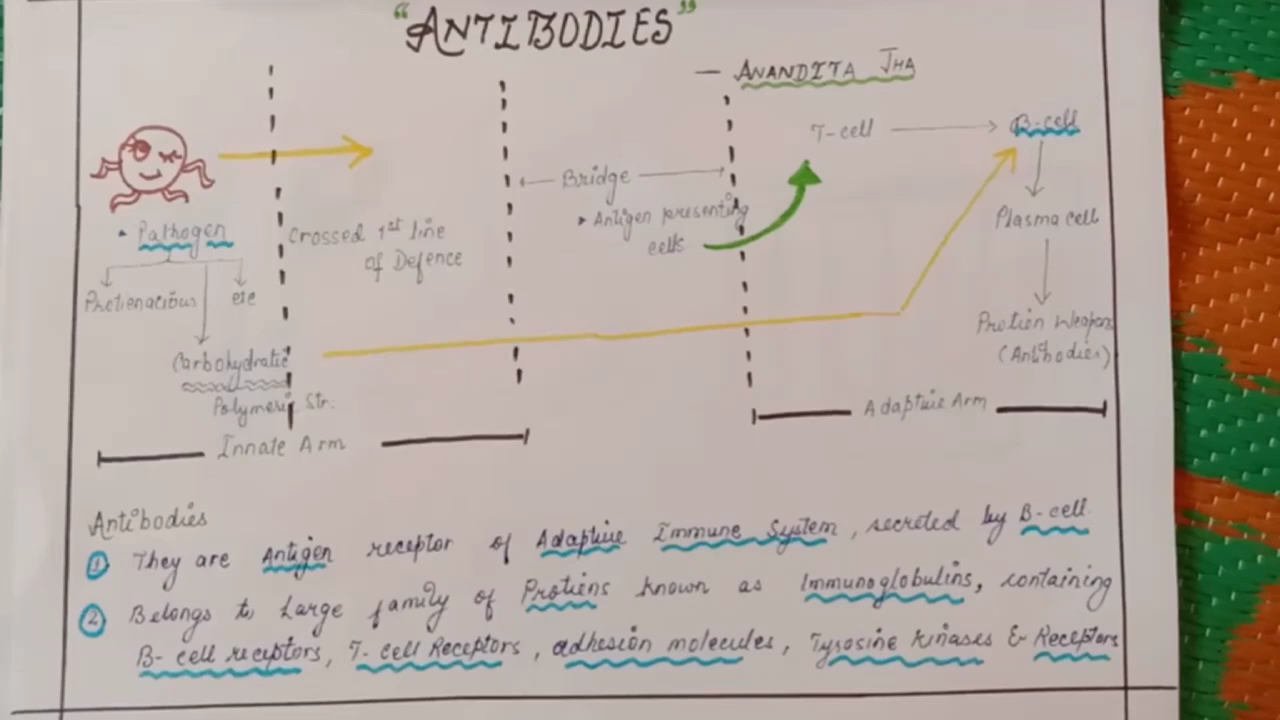 "ANTIBODIES"
— ANANDITA JHA
T-cell
B-cell
Bridge
Pathogen
Crossed 1st line
of Defence
Antigen presenting
cells
Plasma cell
Protienacious
etc
Carbohydratic
Polymeric Str.
Protien Weapons
(Antibodies)
Innate Arm
Adaptive Arm
Antibodies
① They are Antigen receptor of Adaptive Immune System, secreted by B-cell.
② Belongs to Large family of Protiens known as Immunoglobulins, containing
B-cell receptors, T-cell Receptors, adhesion molecules, Tyrosine kinases & Receptors